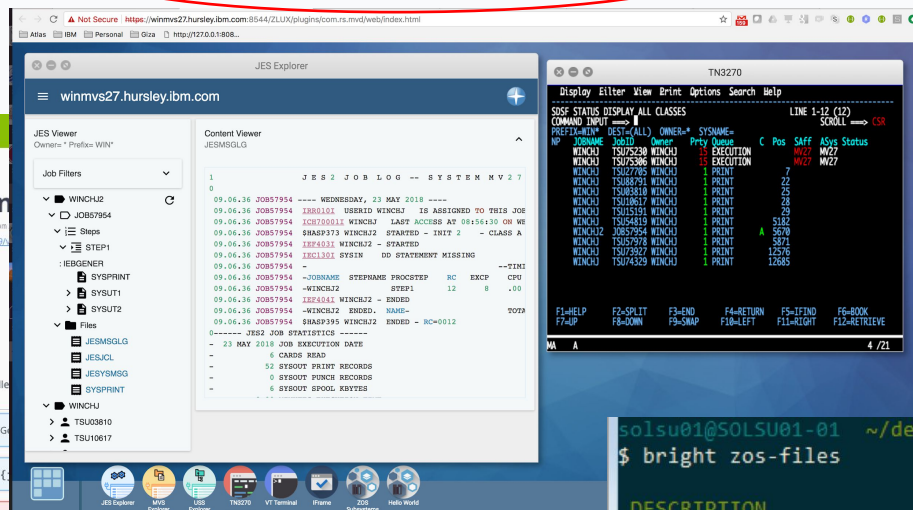 Not Secure | https://winmvs27.hursley.ibm.com:8544/ZLUX/plugins/com.rs.mvd/web/index.html
159
Atlas IBM Personal Giza http://127.0.0.1:808...
JES Explorer
winmvs27.hursley.ibm.com
JES Viewer
Owner= * Prefix= WIN*
Job Filters
WINCHJ2
JOB57954
Steps
STEP1
: IEBGENER
SYSPRINT
SYSUT1
SYSUT2
Files
JESMSGLG
JESJCL
JESYSMSG
SYSPRINT
WINCHJ
TSU03810
TSU10617
Content Viewer
JESMSGLG
1 J E S 2 J O B L O G -- S Y S T E M M V 2 7
0
09.06.36 JOB57954 ---- WEDNESDAY, 23 MAY 2018 ----
09.06.36 JOB57954 IRR010I USERID WINCHJ IS ASSIGNED TO THIS JOB
09.06.36 JOB57954 ICH70001I WINCHJ LAST ACCESS AT 08:56:30 ON WE
09.06.36 JOB57954 $HASP373 WINCHJ2 STARTED - INIT 2 - CLASS A
09.06.36 JOB57954 IEF403I WINCHJ2 - STARTED
09.06.36 JOB57954 IEC130I SYSIN DD STATEMENT MISSING
09.06.36 JOB57954 - --TIMI
09.06.36 JOB57954 -JOBNAME STEPNAME PROCSTEP RC EXCP CPU
09.06.36 JOB57954 -WINCHJ2 STEP1 12 8 .00
09.06.36 JOB57954 IEF404I WINCHJ2 - ENDED
09.06.36 JOB57954 -WINCHJ2 ENDED. NAME- TOTA
09.06.36 JOB57954 $HASP395 WINCHJ2 ENDED - RC=0012
0------ JES2 JOB STATISTICS ------
- 23 MAY 2018 JOB EXECUTION DATE
- 6 CARDS READ
- 52 SYSOUT PRINT RECORDS
- 0 SYSOUT PUNCH RECORDS
- 6 SYSOUT SPOOL KBYTES
TN3270
Display Filter View Print Options Search Help
SDSF STATUS DISPLAY ALL CLASSES LINE 1-12 (12)
COMMAND INPUT ===> SCROLL ===> CSR
PREFIX=WIN* DEST=(ALL) OWNER=* SYSNAME=
NP JOBNAME JobID Owner Prty Queue C Pos SAff ASys Status
WINCHJ TSU75230 WINCHJ 15 EXECUTION MV27 MV27
WINCHJ TSU75306 WINCHJ 15 EXECUTION MV27 MV27
WINCHJ TSU27705 WINCHJ 1 PRINT 7
WINCHJ TSU88791 WINCHJ 1 PRINT 22
WINCHJ TSU03810 WINCHJ 1 PRINT 25
WINCHJ TSU10617 WINCHJ 1 PRINT 28
WINCHJ TSU15191 WINCHJ 1 PRINT 29
WINCHJ TSU54819 WINCHJ 1 PRINT 5182
WINCHJ2 JOB57954 WINCHJ 1 PRINT A 5670
WINCHJ TSU57978 WINCHJ 1 PRINT 5871
WINCHJ TSU73927 WINCHJ 1 PRINT 12576
WINCHJ TSU74329 WINCHJ 1 PRINT 12685
F1=HELP F2=SPLIT F3=END F4=RETURN F5=IFIND F6=BOOK
F7=UP F8=DOWN F9=SWAP F10=LEFT F11=RIGHT F12=RETRIEVE
MA A 4 /21
JES Explorer MVS Explorer USS Explorer TN3270 VT Terminal IFrame ZOS Subsystems Hello World
solsu01@SOLSU01-01 ~/de
$ bright zos-files
DESCRIPTION